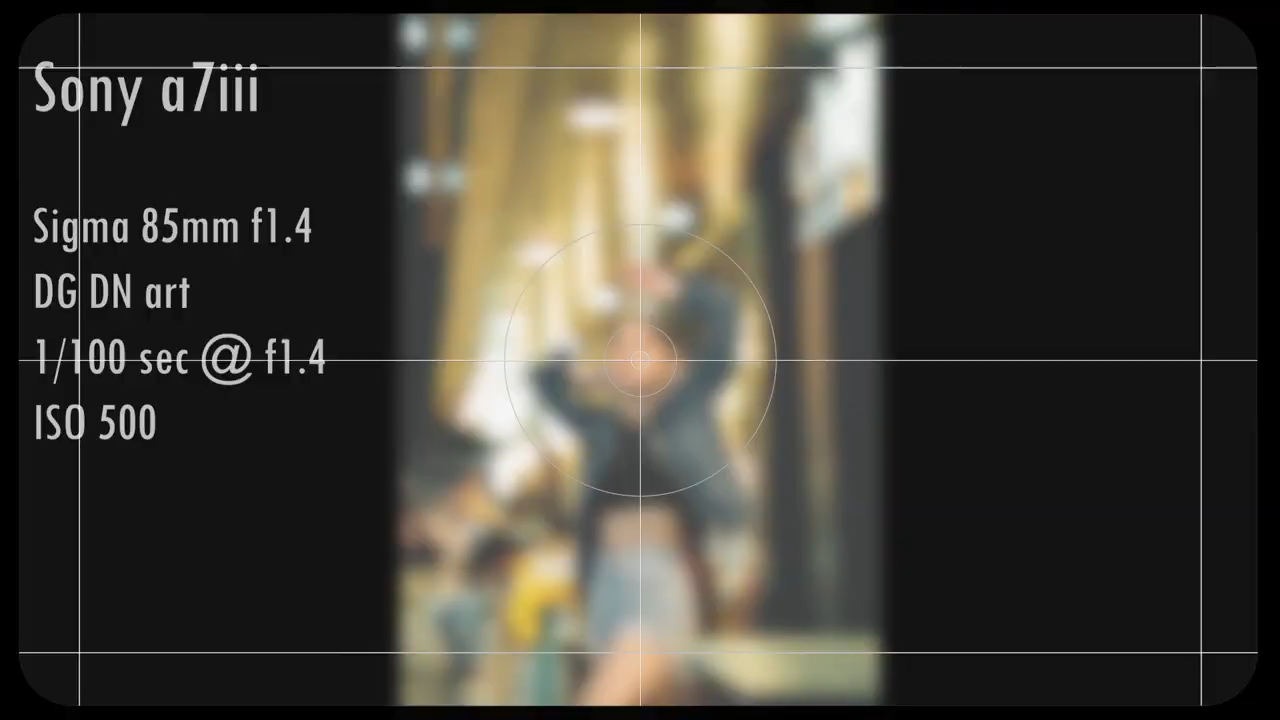 Sony a7iii
Sigma 85mm f1.4
DG DN art
1/100 sec @ f1.4
ISO 500